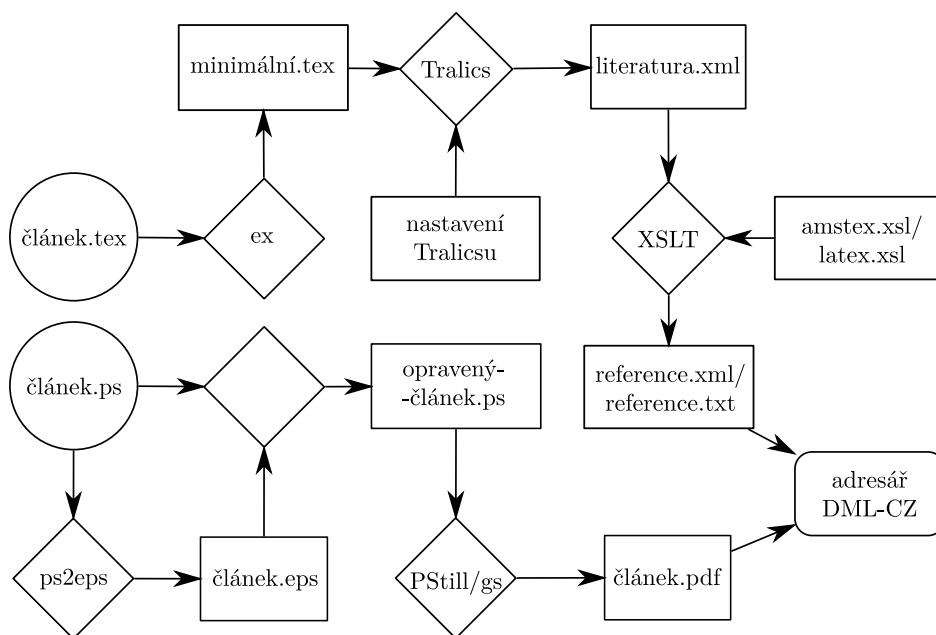 minimální.tex
Tralics
literatura.xml
článek.tex
ex
nastavení
Tralicsu
XSLT
amstex.xsl/
latex.xsl
článek.ps
opravený-
-článek.ps
reference.xml/
reference.txt
adresář
DML-CZ
ps2eps
článek.eps
PStill/gs
článek.pdf